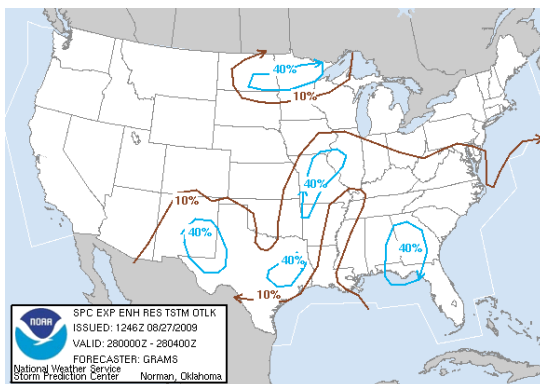 40%
10%
40%
10%
40%
40%
40%
10%
NOAA
SPC EXP ENH RES TSTM OTLK
ISSUED: 1246Z 08/27/2009
VALID: 280000Z - 280400Z
FORECASTER: GRAMS
National Weather Service
Storm Prediction Center Norman, Oklahoma